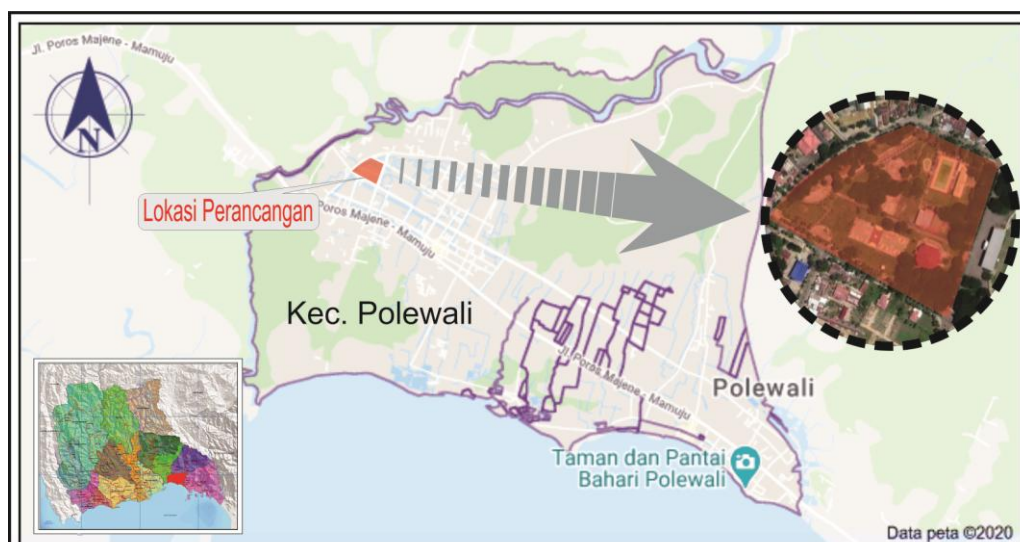 Jl. Poros Majene - Mamuju
N
Lokasi Perancangan
Poros Majene - Mamuju
Kec. Polewali
Jl. Poros Majene - Mamuju
Polewali
Taman dan Pantai
Bahari Polewali
Data peta ©2020